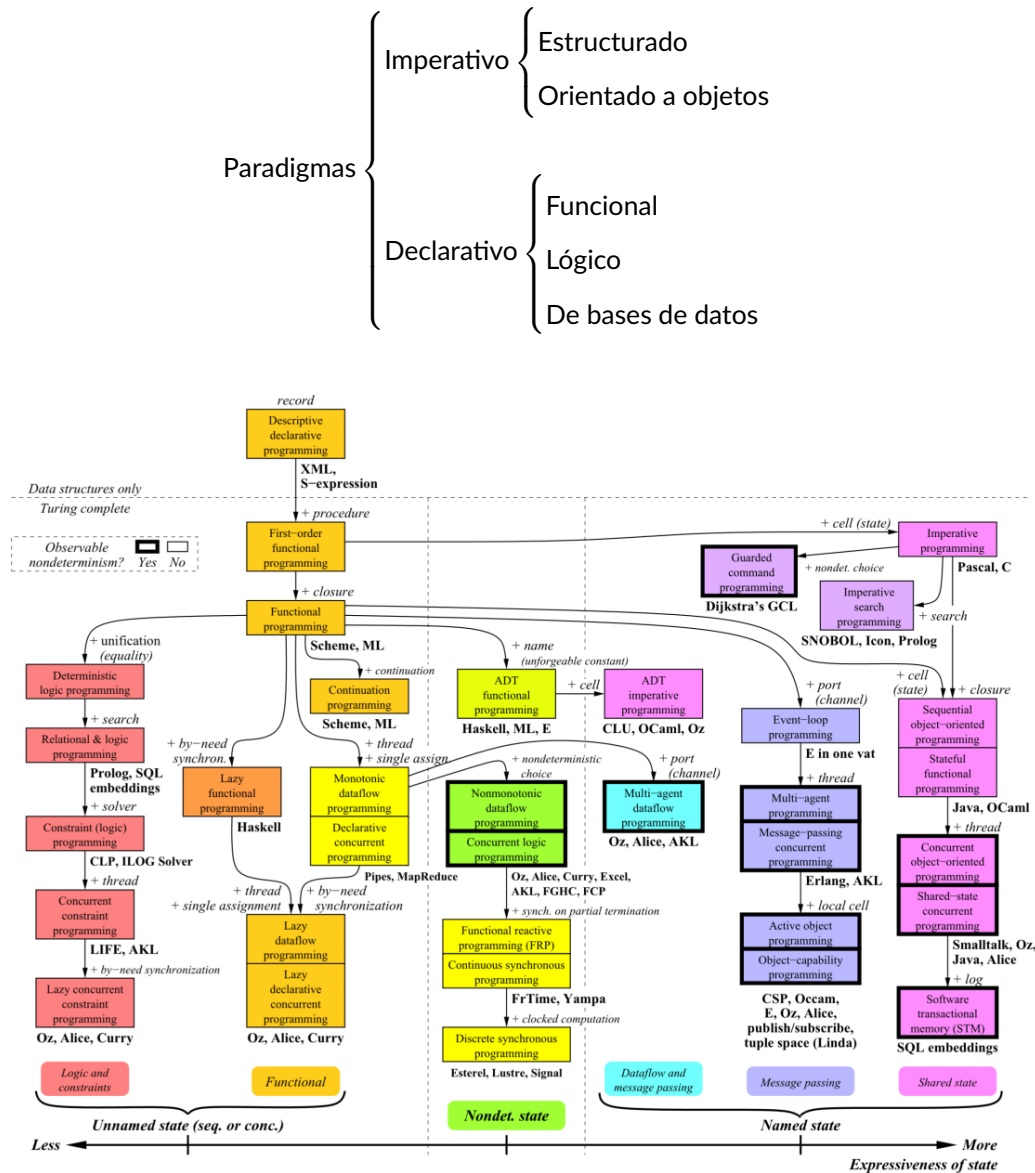 Paradigmas
Imperativo
Estructurado
Orientado a objetos
Declarativo
Funcional
Lógico
De bases de datos
record
Descriptive
declarative
programming
XML,
S−expression
Data structures only
Turing complete
+ procedure
Observable
nondeterminism?
Yes
No
First−order
functional
programming
+ cell (state)
Imperative
programming
Pascal, C
+ nondet. choice
Guarded
command
programming
Dijkstra's GCL
Imperative
search
programming
+ search
SNOBOL, Icon, Prolog
+ closure
Functional
programming
Scheme, ML
+ unification
(equality)
+ continuation
+ name
(unforgeable constant)
+ cell
(state)
+ closure
+ port
(channel)
Deterministic
logic programming
Continuation
programming
Scheme, ML
ADT
functional
programming
Haskell, ML, E
+ cell
ADT
imperative
programming
CLU, OCaml, Oz
Event−loop
programming
E in one vat
Sequential
object−oriented
programming
Stateful
functional
programming
Java, OCaml
+ search
Relational & logic
programming
Prolog, SQL
embeddings
+ by−need
synchron.
+ thread
+ single assign.
+ nondeterministic
choice
+ port
(channel)
+ thread
Lazy
functional
programming
Haskell
Monotonic
dataflow
programming
Declarative
concurrent
programming
Pipes, MapReduce
Nonmonotonic
dataflow
programming
Concurrent logic
programming
Oz, Alice, Curry, Excel,
AKL, FGHC, FCP
Multi−agent
dataflow
programming
Oz, Alice, AKL
Multi−agent
programming
Message−passing
concurrent
programming
Erlang, AKL
+ thread
Concurrent
object−oriented
programming
Shared−state
concurrent
programming
Smalltalk, Oz,
Java, Alice
+ solver
Constraint (logic)
programming
CLP, ILOG Solver
+ thread
Concurrent
constraint
programming
LIFE, AKL
+ thread
+ single assignment
+ by−need
synchronization
+ synch. on partial termination
+ local cell
+ log
+ by−need synchronization
Lazy concurrent
constraint
programming
Oz, Alice, Curry
Lazy
dataflow
programming
Lazy
declarative
concurrent
programming
Oz, Alice, Curry
Functional reactive
programming (FRP)
Continuous synchronous
programming
FrTime, Yampa
+ clocked computation
Discrete synchronous
programming
Esterel, Lustre, Signal
Active object
programming
Object−capability
programming
CSP, Occam,
E, Oz, Alice,
publish/subscribe,
tuple space (Linda)
Software
transactional
memory (STM)
SQL embeddings
Logic and
constraints
Functional
Nondet. state
Dataflow and
message passing
Message passing
Shared state
Unnamed state (seq. or conc.)
Named state
Less
More
Expressiveness of state